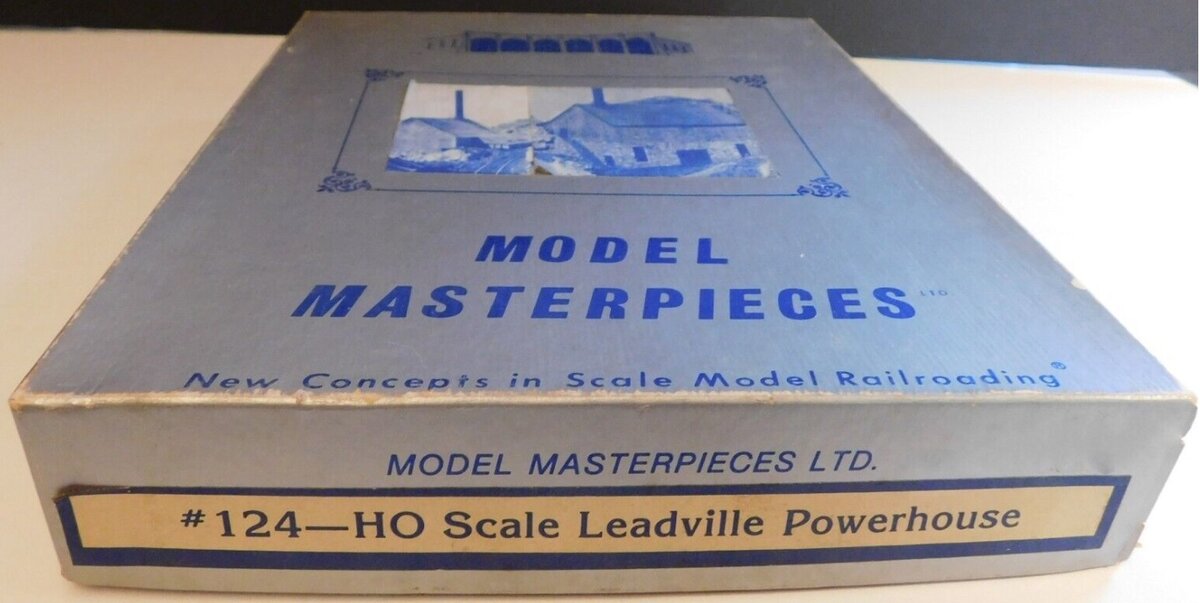 MODEL
MASTERPIECES LTD.
New Concepts in Scale Model Railroading®
MODEL MASTERPIECES LTD.
#124—HO Scale Leadville Powerhouse